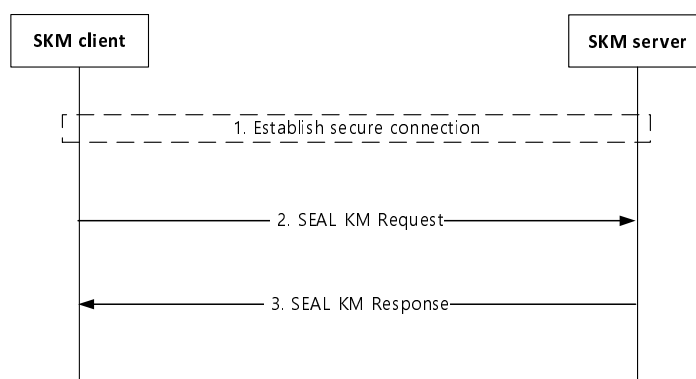 SKM client
SKM server
1. Establish secure connection
2. SEAL KM Request
3. SEAL KM Response